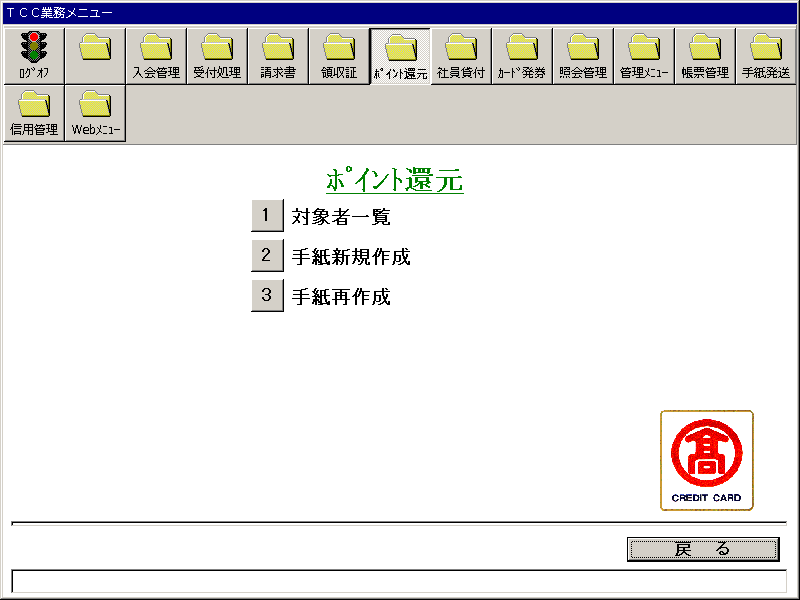 TCC業務メニュー
ﾛｸﾞｵﾌ
入会管理
受付処理
請求書
領収証
ﾎﾟｲﾝﾄ還元
社員貸付
ｶｰﾄﾞ発券
照会管理
管理ﾒﾆｭｰ
帳票管理
手紙発送
信用管理
Webﾒﾆｭｰ
ﾎﾟｲﾝﾄ還元
1 対象者一覧
2 手紙新規作成
3 手紙再作成
髙
CREDIT CARD
戻 る